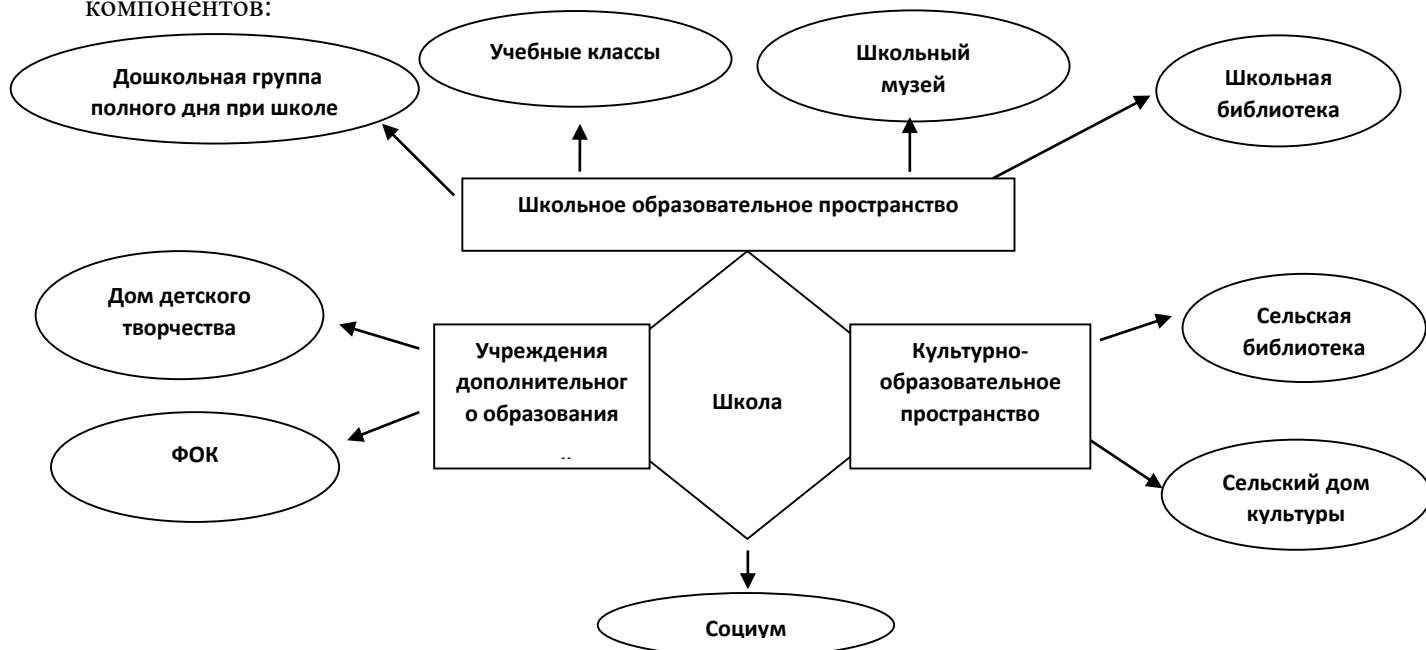 компонентов:
Учебные классы
Школьный
музей
Дошкольная группа
полного дня при школе
Школьная
библиотека
Школьное образовательное пространство
Дом детского
творчества
Сельская
библиотека
Учреждения
дополнительног
о образования
Культурно-
образовательное
пространство
Школа
ФОК
Сельский дом
культуры
Социум